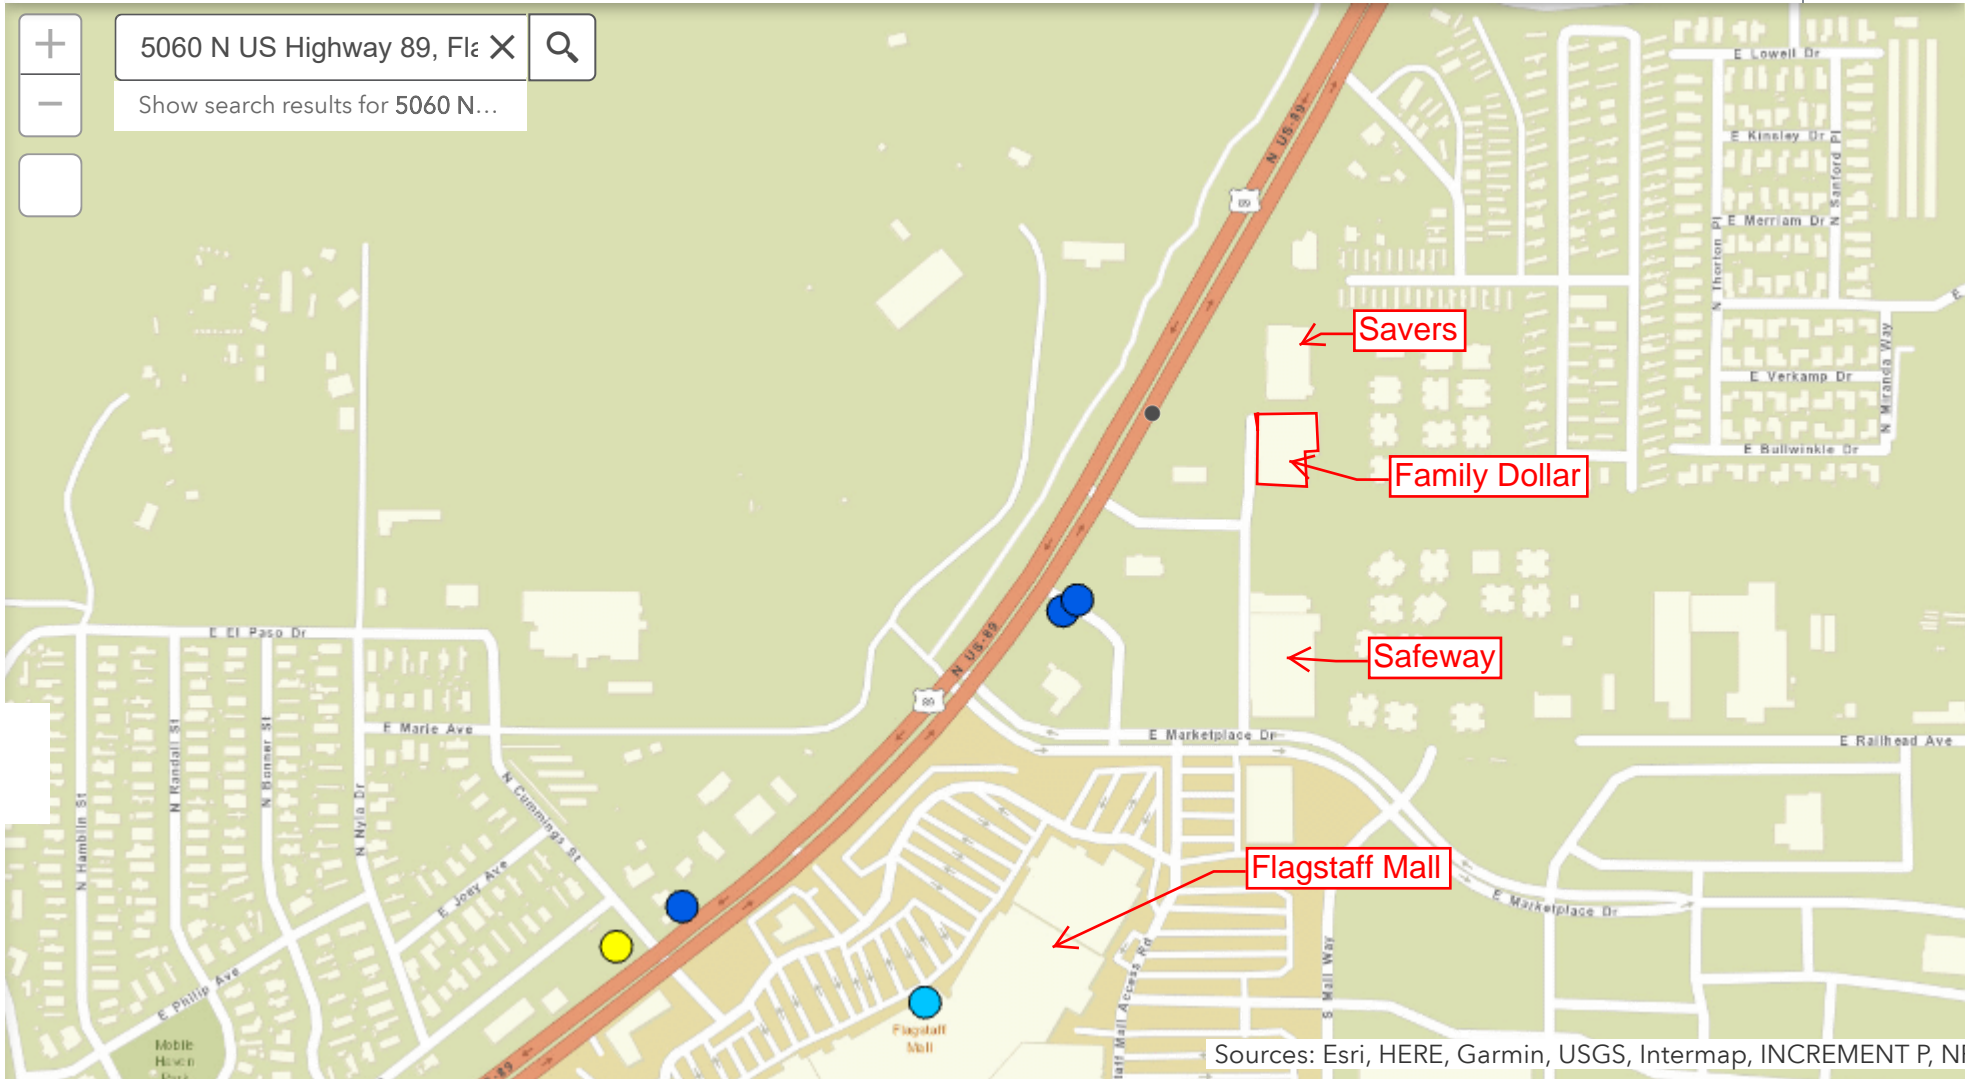 5060 N US Highway 89, Fla
Show search results for 5060 N...
E Lowell Dr
E Kinsley Dr
N Sanford Pl
E Merriam Dr
N Thorton Pl
N US-89
89
Savers
E Verkamp Dr
N Miranda Way
E Bullwinkle Dr
Family Dollar
E El Paso Dr
N US-89
89
Safeway
E Marie Ave
E Marketplace Dr
E Railhead Ave
N Hamblin St
N Randall St
N Bonner St
N Nyla Dr
N Cummings St
E Joey Ave
Flagstaff Mall
E Marketplace Dr
E Philip Ave
S Mall Way
Flagstaff
Mall
Mobile
Haven
Park
-89
taff Mall Access Rd
Sources: Esri, HERE, Garmin, USGS, Intermap, INCREMENT P, N